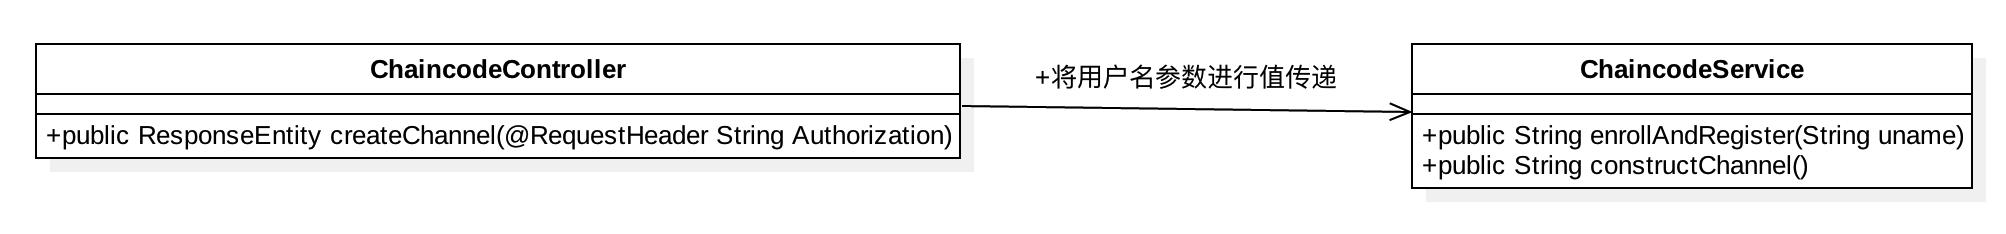 ChaincodeController
+public ResponseEntity createChannel(@RequestHeader String Authorization)
+将用户名参数进行值传递
ChaincodeService
+public String enrollAndRegister(String uname)
+public String constructChannel()